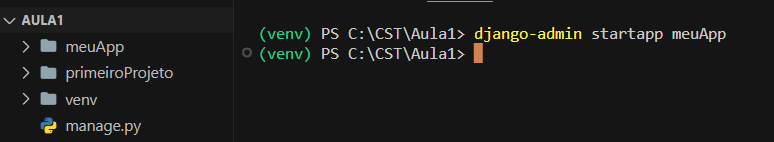 AULA1
meuApp
primeiroProjeto
venv
manage.py
(venv) PS C:\CST\Aula1> django-admin startapp meuApp
(venv) PS C:\CST\Aula1>